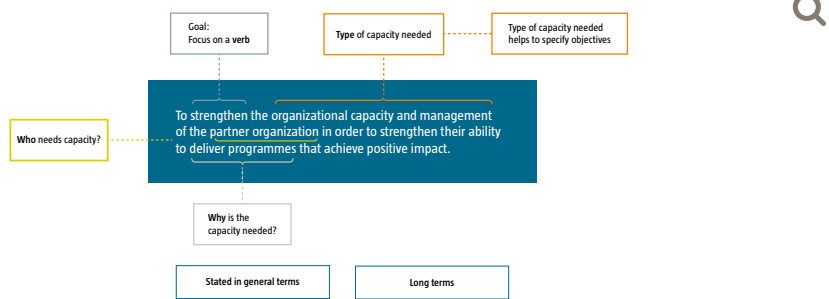 Goal:
Focus on a verb
Type of capacity needed
Type of capacity needed
helps to specify objectives
To strengthen the organizational capacity and management
of the partner organization in order to strengthen their ability
to deliver programmes that achieve positive impact.
Who needs capacity?
Why is the
capacity needed?
Stated in general terms
Long terms